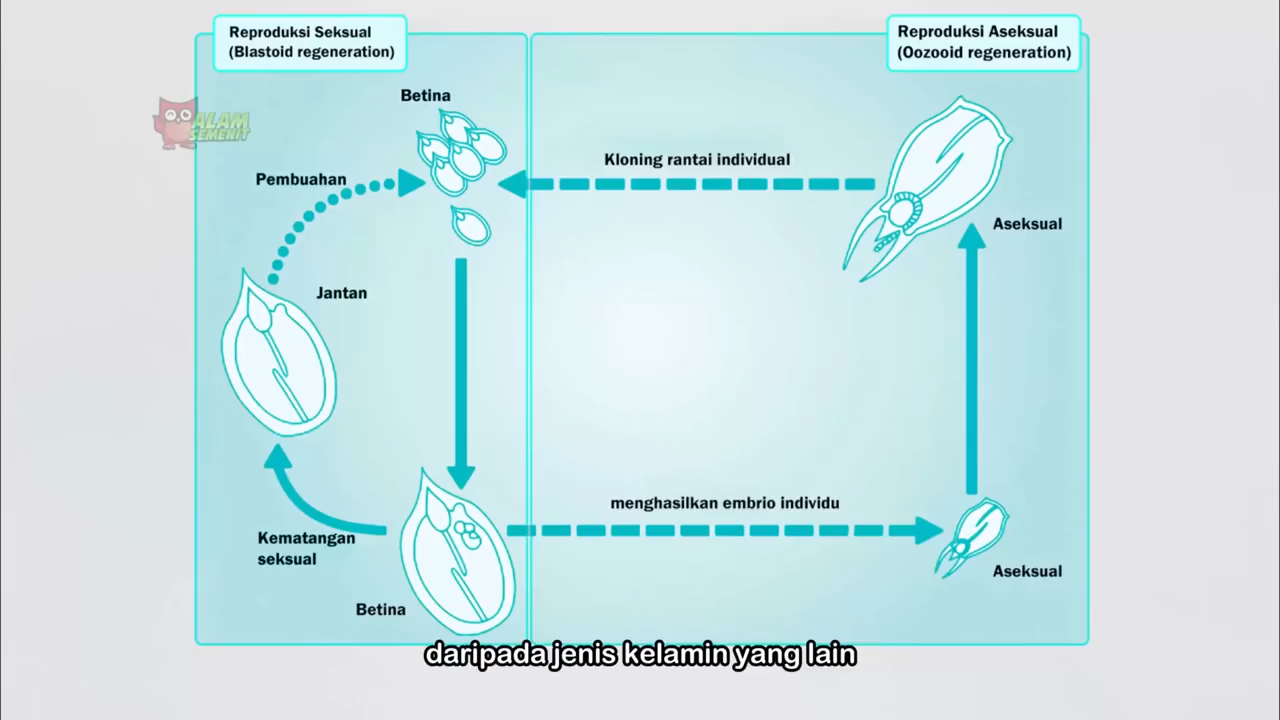 Reproduksi Seksual
(Blastoid regeneration)
Reproduksi Aseksual
(Oozooid regeneration)
Betina
ALAM
SEMENIT
Pembuahan
Kloning rantai individual
Aseksual
Jantan
menghasilkan embrio individu
Kematangan
seksual
Aseksual
Betina
daripada jenis kelamin yang lain